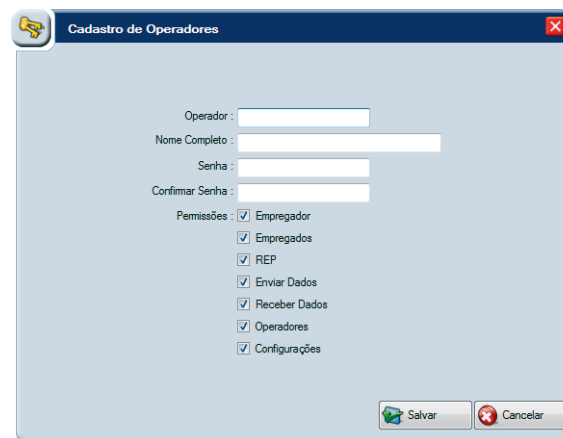 Cadastro de Operadores
Operador :
Nome Completo :
Senha :
Confirmar Senha :
Permissões : Empregador
Empregados
REP
Enviar Dados
Receber Dados
Operadores
Configurações
Salvar Cancelar